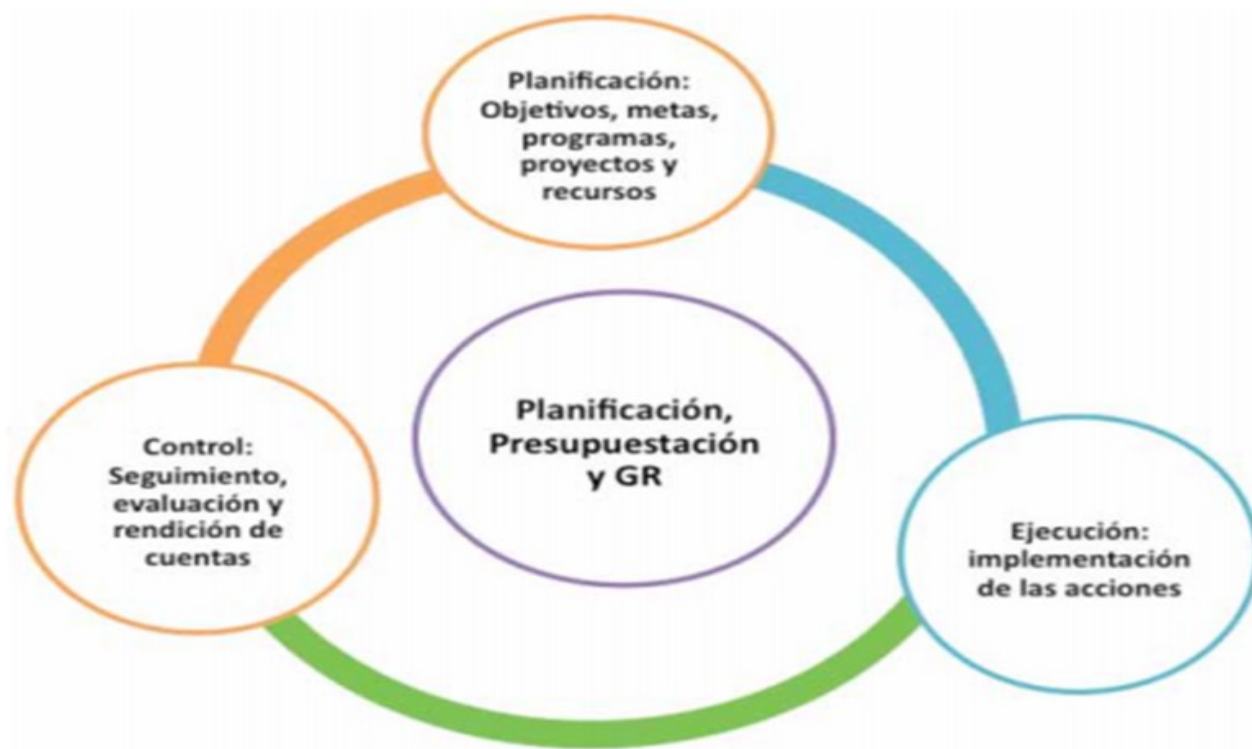 Planificación:
Objetivos, metas,
programas,
proyectos y
recursos
Planificación,
Presupuestación
y GR
Control:
Seguimiento,
evaluación y
rendición de
cuentas
Ejecución:
implementación
de las acciones